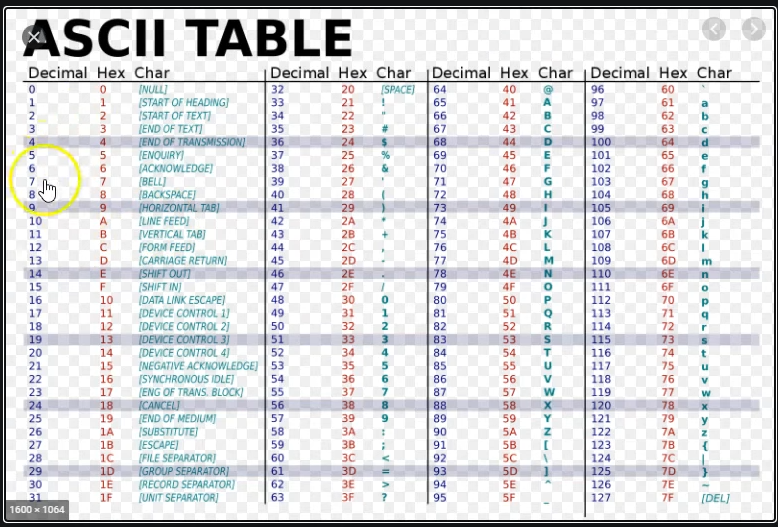 ASCII TABLE
Decimal Hex Char Decimal Hex Char Decimal Hex Char Decimal Hex Char
0 0 [NULL] 32 20 [SPACE] 64 40 @ 96 60 `
1 1 [START OF HEADING] 33 21 ! 65 41 A 97 61 a
2 2 [START OF TEXT] 34 22 " 66 42 B 98 62 b
3 3 [END OF TEXT] 35 23 # 67 43 C 99 63 c
4 4 [END OF TRANSMISSION] 36 24 $ 68 44 D 100 64 d
5 5 [ENQUIRY] 37 25 % 69 45 E 101 65 e
6 6 [ACKNOWLEDGE] 38 26 & 70 46 F 102 66 f
7 7 [BELL] 39 27 ' 71 47 G 103 67 g
8 8 [BACKSPACE] 40 28 ( 72 48 H 104 68 h
9 9 [HORIZONTAL TAB] 41 29 ) 73 49 I 105 69 i
10 A [LINE FEED] 42 2A * 74 4A J 106 6A j
11 B [VERTICAL TAB] 43 2B + 75 4B K 107 6B k
12 C [FORM FEED] 44 2C , 76 4C L 108 6C l
13 D [CARRIAGE RETURN] 45 2D - 77 4D M 109 6D m
14 E [SHIFT OUT] 46 2E . 78 4E N 110 6E n
15 F [SHIFT IN] 47 2F / 79 4F O 111 6F o
16 10 [DATA LINK ESCAPE] 48 30 0 80 50 P 112 70 p
17 11 [DEVICE CONTROL 1] 49 31 1 81 51 Q 113 71 q
18 12 [DEVICE CONTROL 2] 50 32 2 82 52 R 114 72 r
19 13 [DEVICE CONTROL 3] 51 33 3 83 53 S 115 73 s
20 14 [DEVICE CONTROL 4] 52 34 4 84 54 T 116 74 t
21 15 [NEGATIVE ACKNOWLEDGE] 53 35 5 85 55 U 117 75 u
22 16 [SYNCHRONOUS IDLE] 54 36 6 86 56 V 118 76 v
23 17 [ENG OF TRANS. BLOCK] 55 37 7 87 57 W 119 77 w
24 18 [CANCEL] 56 38 8 88 58 X 120 78 x
25 19 [END OF MEDIUM] 57 39 9 89 59 Y 121 79 y
26 1A [SUBSTITUTE] 58 3A : 90 5A Z 122 7A z
27 1B [ESCAPE] 59 3B ; 91 5B [ 123 7B {
28 1C [FILE SEPARATOR] 60 3C < 92 5C \ 124 7C |
29 1D [GROUP SEPARATOR] 61 3D = 93 5D ] 125 7D }
30 1E [RECORD SEPARATOR] 62 3E > 94 5E ^ 126 7E ~
31 1F [UNIT SEPARATOR] 63 3F ? 95 5F _ 127 7F [DEL]
1600 × 1064